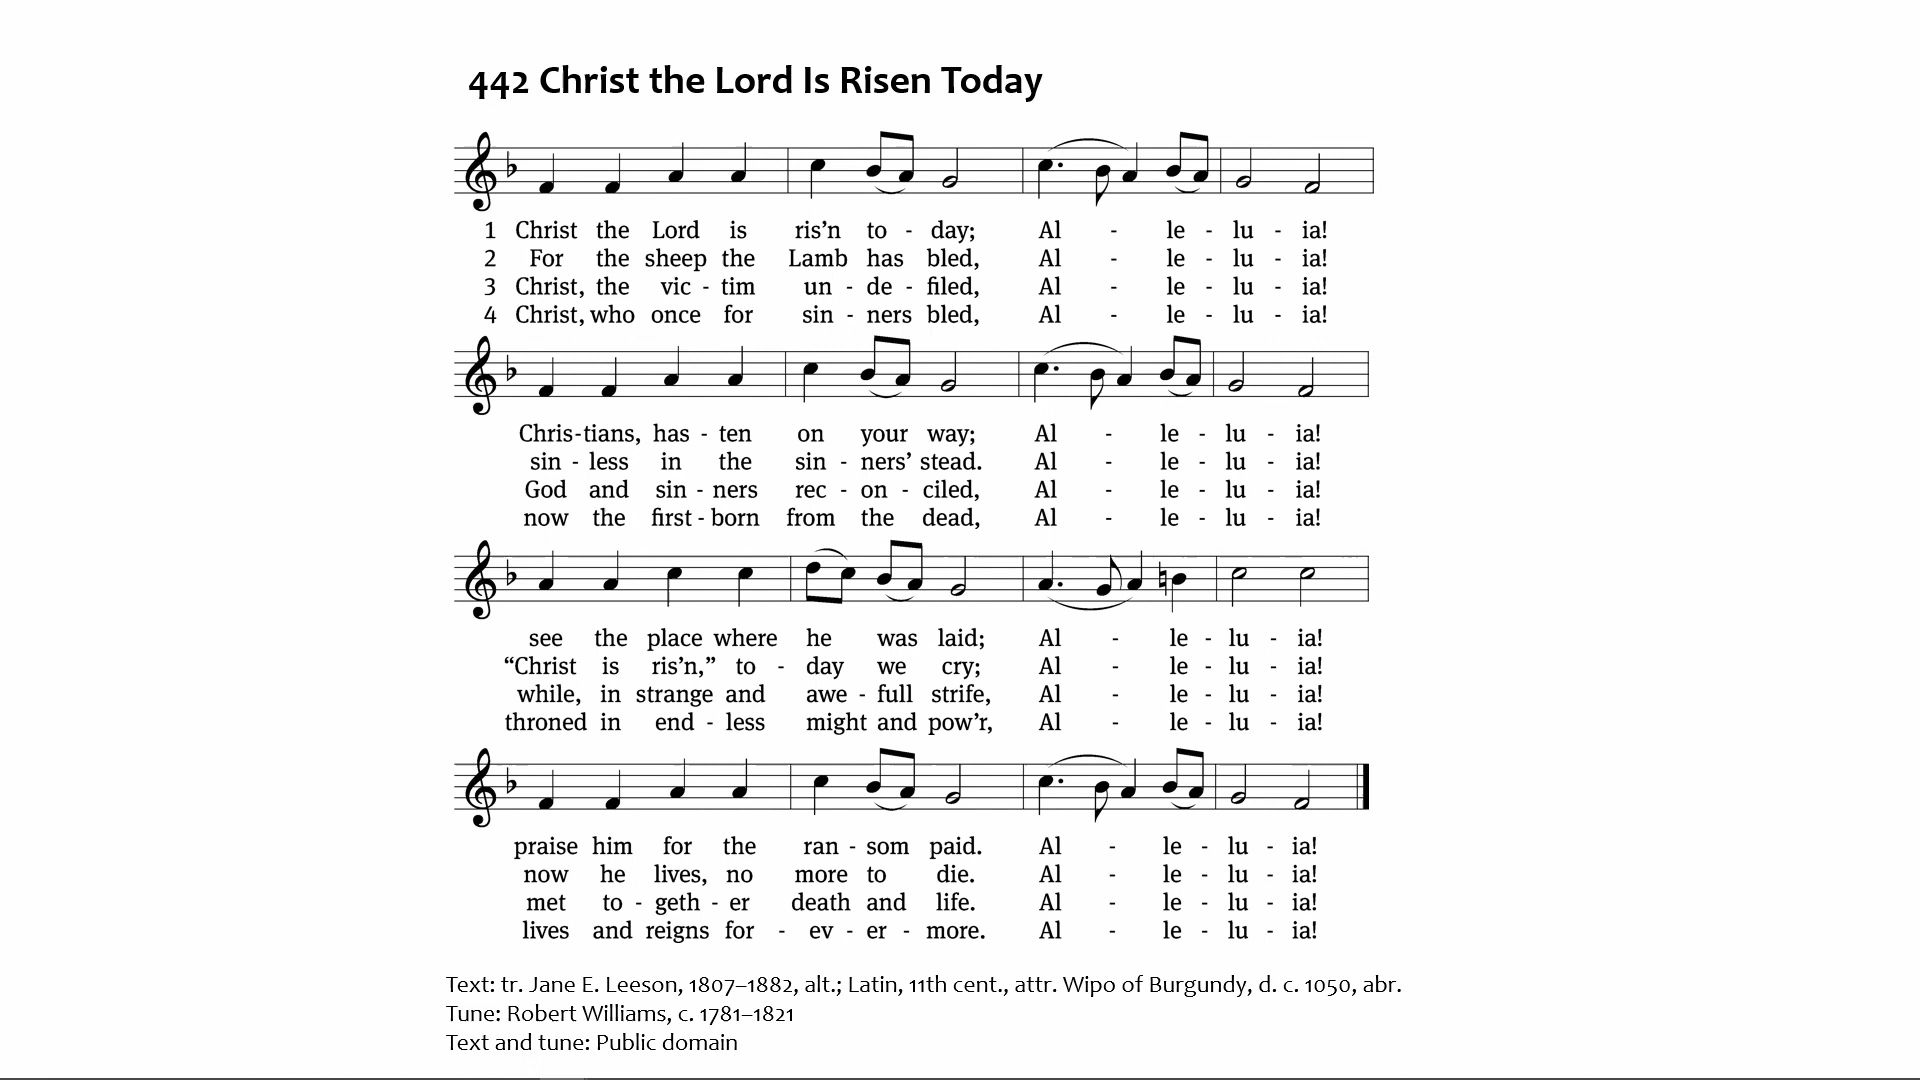 442 Christ the Lord Is Risen Today
1 Christ the Lord is ris’n to - day; Al - le - lu - ia!
2 For the sheep the Lamb has bled, Al - le - lu - ia!
3 Christ, the vic - tim un - de - filed, Al - le - lu - ia!
4 Christ, who once for sin - ners bled, Al - le - lu - ia!
Chris - tians, has - ten on your way; Al - le - lu - ia!
sin - less in the sin - ners’ stead. Al - le - lu - ia!
God and sin - ners rec - on - ciled, Al - le - lu - ia!
now the first - born from the dead, Al - le - lu - ia!
see the place where he was laid; Al - le - lu - ia!
“Christ is ris’n,” to - day we cry; Al - le - lu - ia!
while, in strange and awe - full strife, Al - le - lu - ia!
throned in end - less might and pow’r, Al - le - lu - ia!
praise him for the ran - som paid. Al - le - lu - ia!
now he lives, no more to die. Al - le - lu - ia!
met to - geth - er death and life. Al - le - lu - ia!
lives and reigns for - ev - er - more. Al - le - lu - ia!
Text: tr. Jane E. Leeson, 1807–1882, alt.; Latin, 11th cent., attr. Wipo of Burgundy, d. c. 1050, abr.
Tune: Robert Williams, c. 1781–1821
Text and tune: Public domain